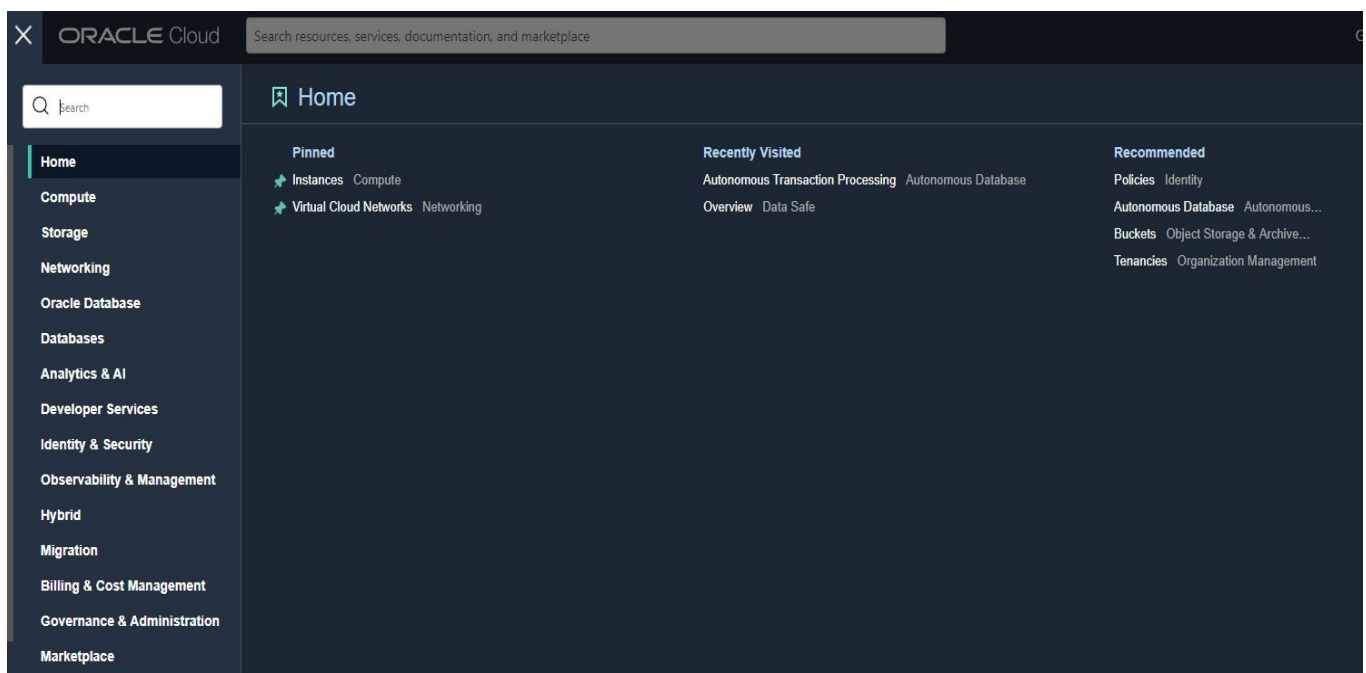 ORACLE Cloud
Search resources, services, documentation, and marketplace
Search
Home
Compute
Storage
Networking
Oracle Database
Databases
Analytics & AI
Developer Services
Identity & Security
Observability & Management
Hybrid
Migration
Billing & Cost Management
Governance & Administration
Marketplace
Home
Pinned
Instances Compute
Virtual Cloud Networks Networking
Recently Visited
Autonomous Transaction Processing Autonomous Database
Overview Data Safe
Recommended
Policies Identity
Autonomous Database Autonomous...
Buckets Object Storage & Archive...
Tenancies Organization Management